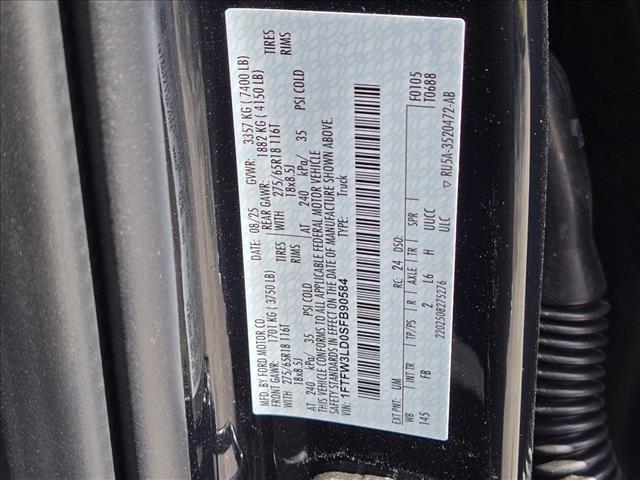 MFD. BY FORD MOTOR CO. DATE: 08/25 GVWR: 3357 KG ( 7400 LB)
FRONT GAWR: 1701 KG ( 3750 LB) REAR GAWR: 1882 KG ( 4150 LB)
275/65R18 116T TIRES WITH 275/65R18 116T TIRES
18x8.5J RIMS 18x8.5J RIMS
AT 240 kPa/ 35 PSI COLD AT 240 kPa/ 35 PSI COLD
THIS VEHICLE CONFORMS TO ALL APPLICABLE FEDERAL MOTOR VEHICLE
SAFETY STANDARDS IN EFFECT ON THE DATE OF MANUFACTURE SHOWN ABOVE.
VIN: 1FTFW3LD0SFB90584 Truck
F0105
T0688
EXT PNT: UM RC: 24 DSO:
WB INT TR TP/PS R AXLE TR SPR
145 FB 2 L6 H UUCC
ULC
2202508275276
▽ RU5A-3520472-AB